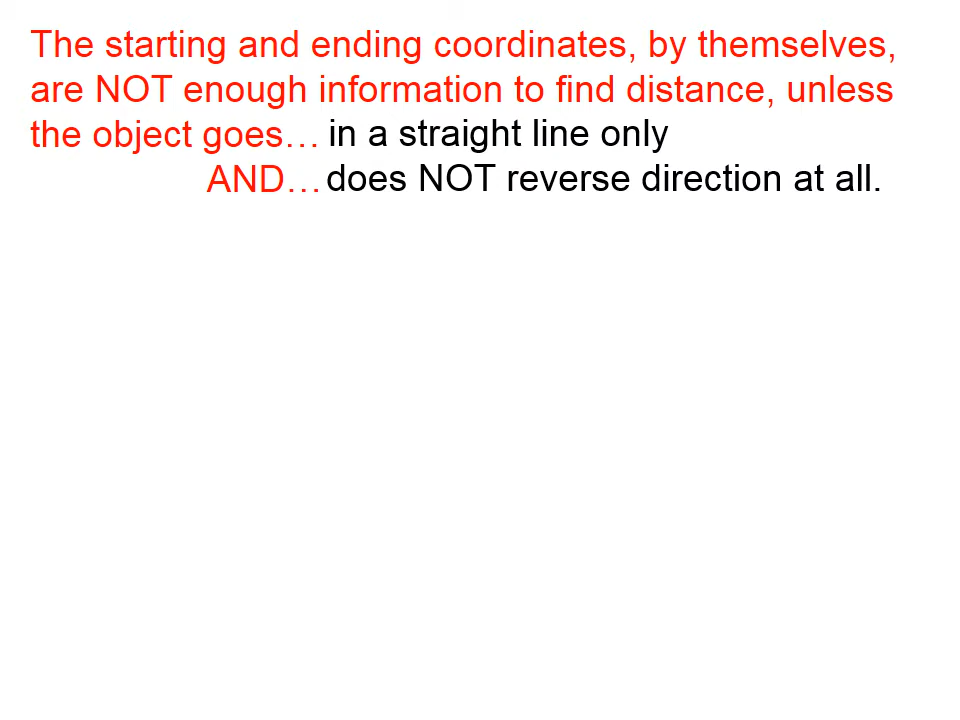 The starting and ending coordinates, by themselves,
are NOT enough information to find distance, unless
the object goes… in a straight line only
AND… does NOT reverse direction at all.